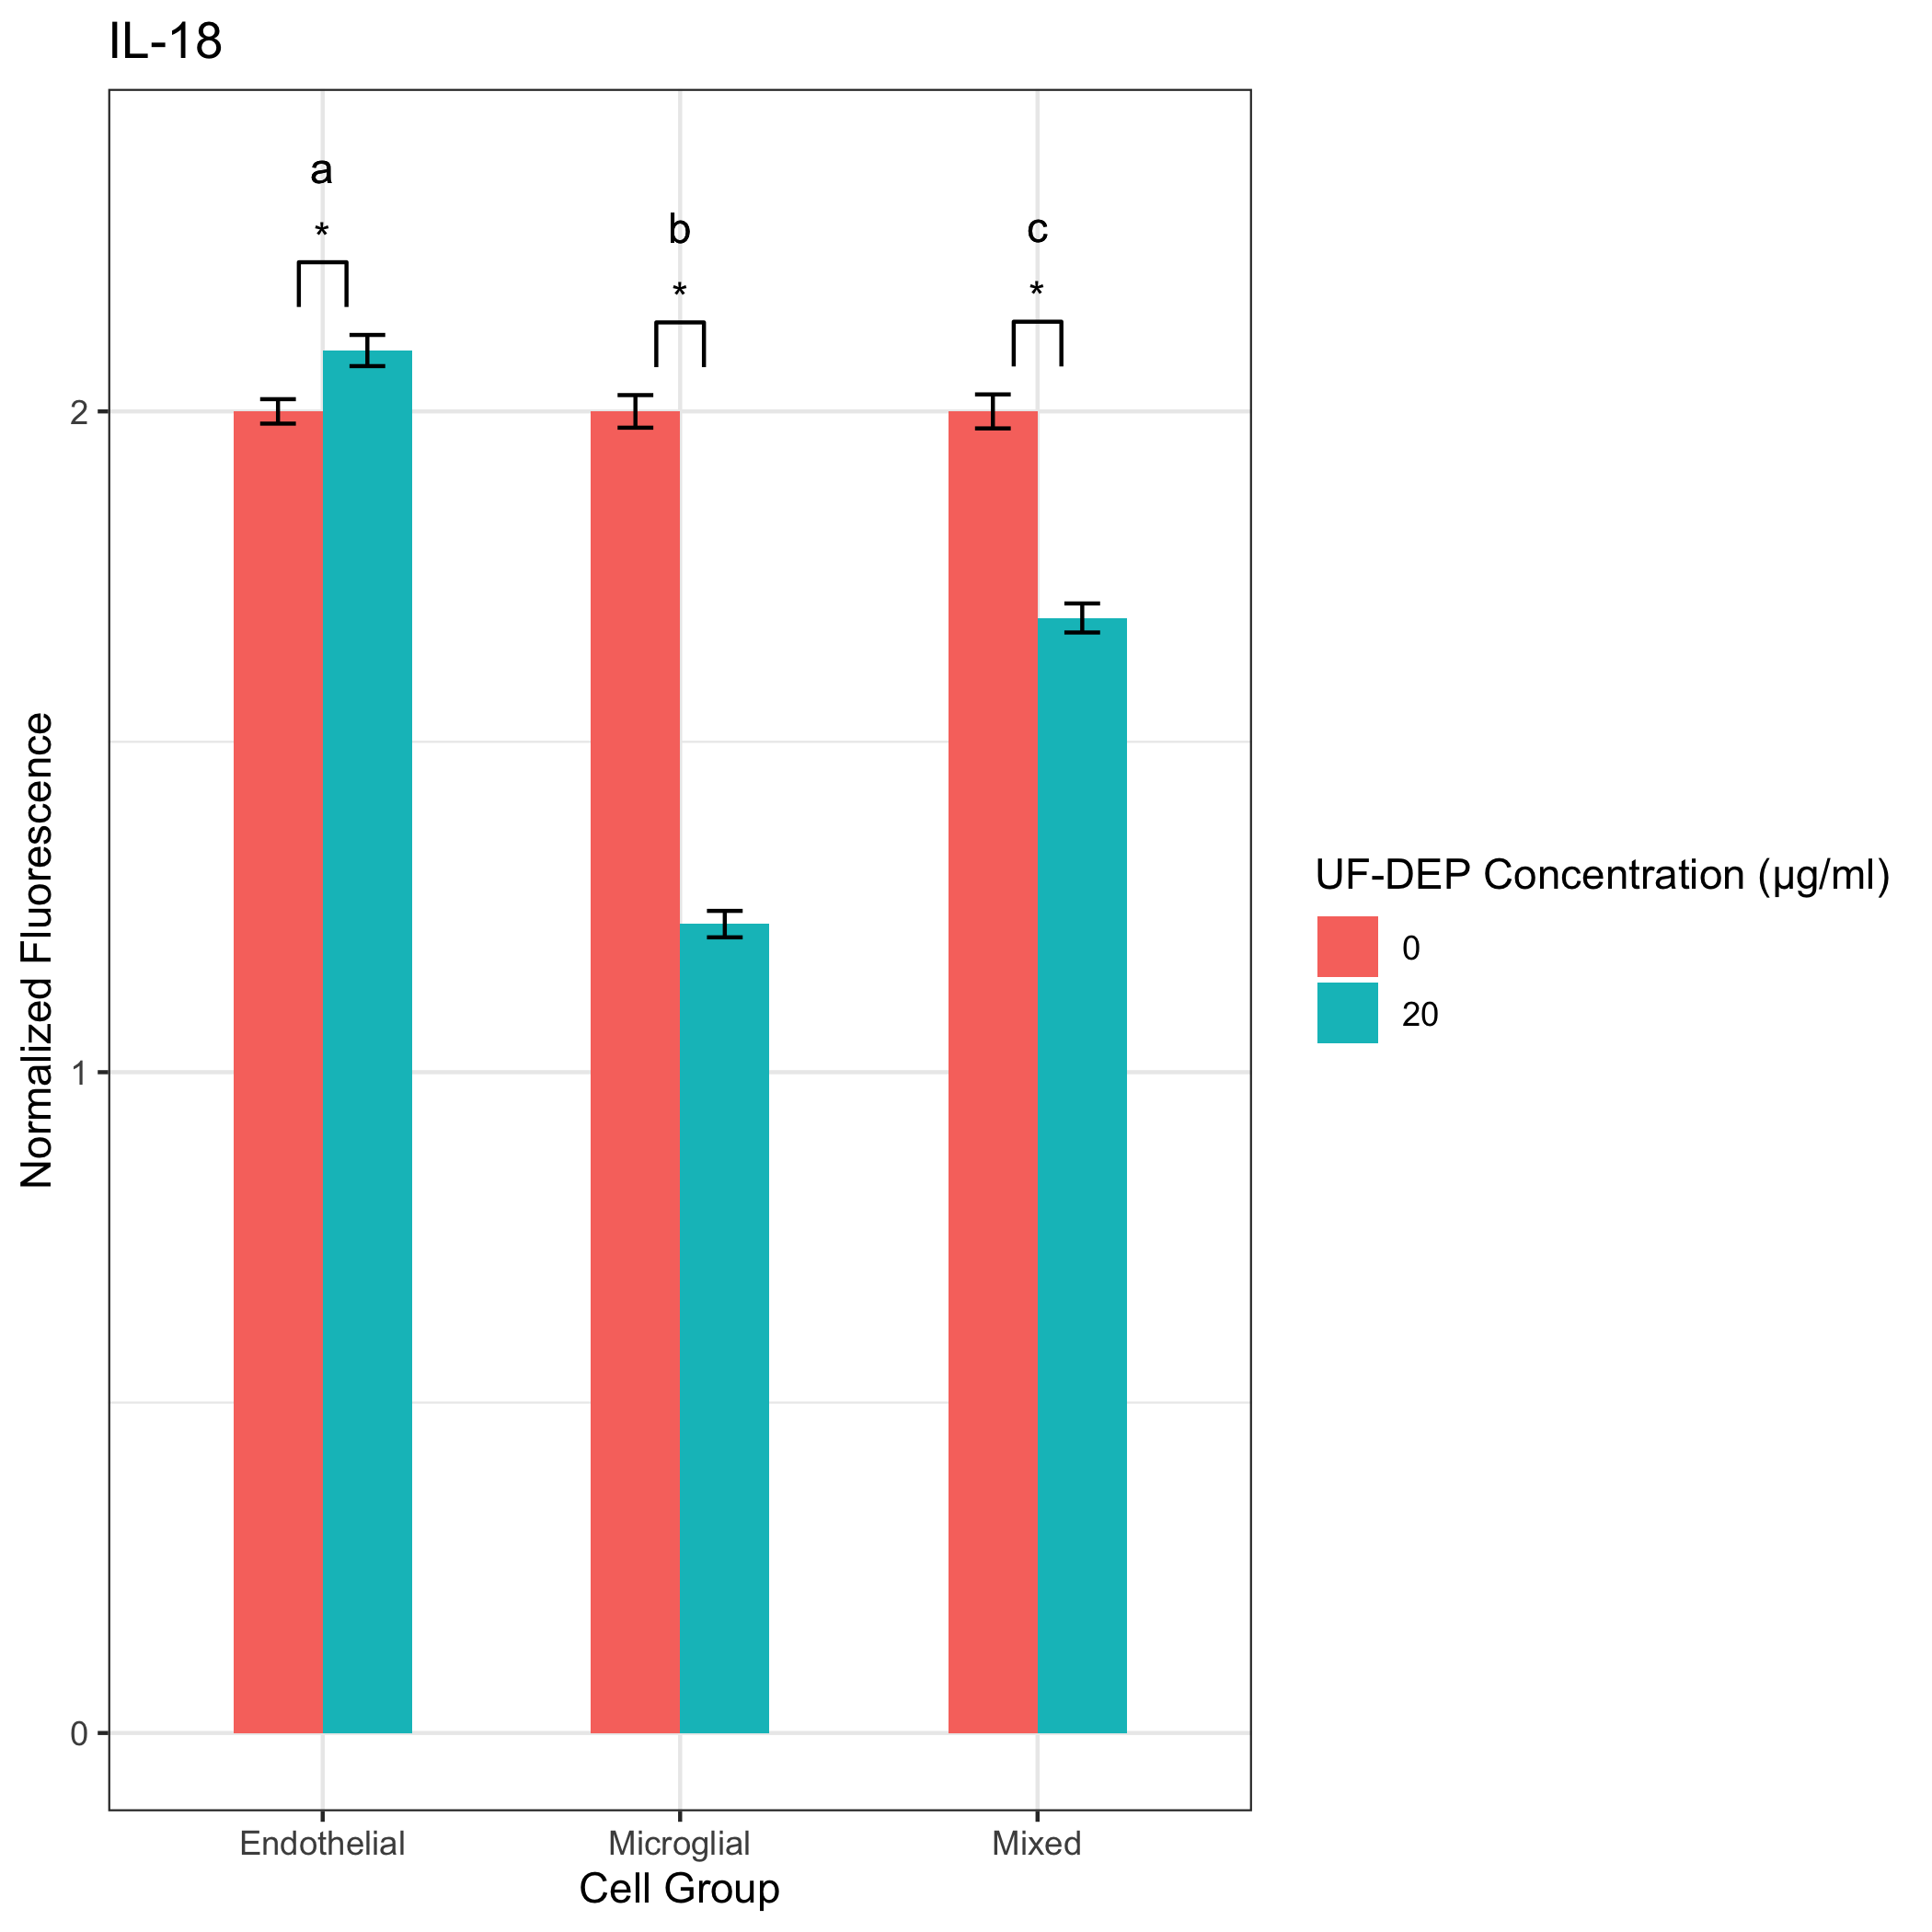 IL-18
a
*
b
*
c
*
2
1
0
Normalized Fluorescence
Endothelial
Microglial
Mixed
Cell Group
UF-DEP Concentration (µg/ml)
0
20